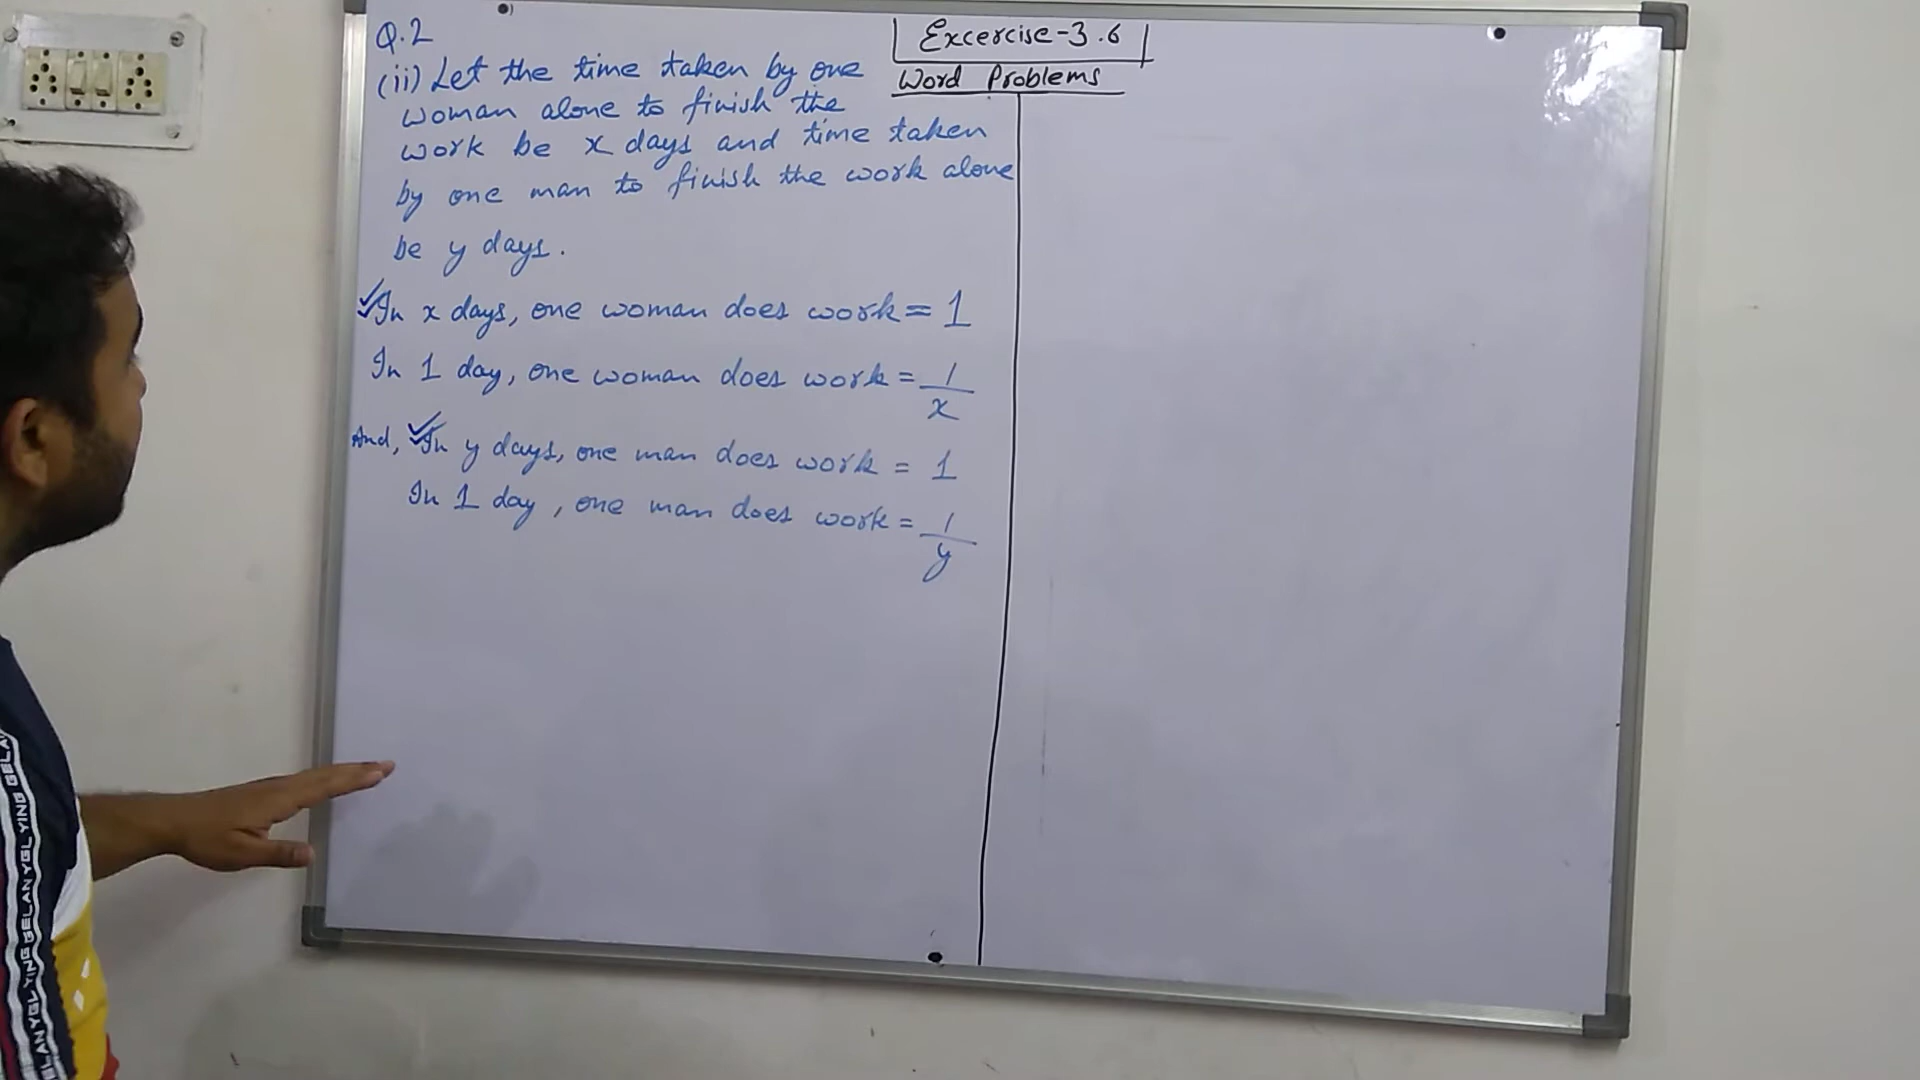 Q.2
Excercise-3.6
Word Problems
(ii) Let the time taken by one
woman alone to finish the
work be x days and time taken
by one man to finish the work alone
be y days.
✓In x days, one woman does work = 1
In 1 day, one woman does work = 1/x
And, ✓In y days, one man does work = 1
In 1 day, one man does work = 1/y
GELANYGLYING GELANYGLYING